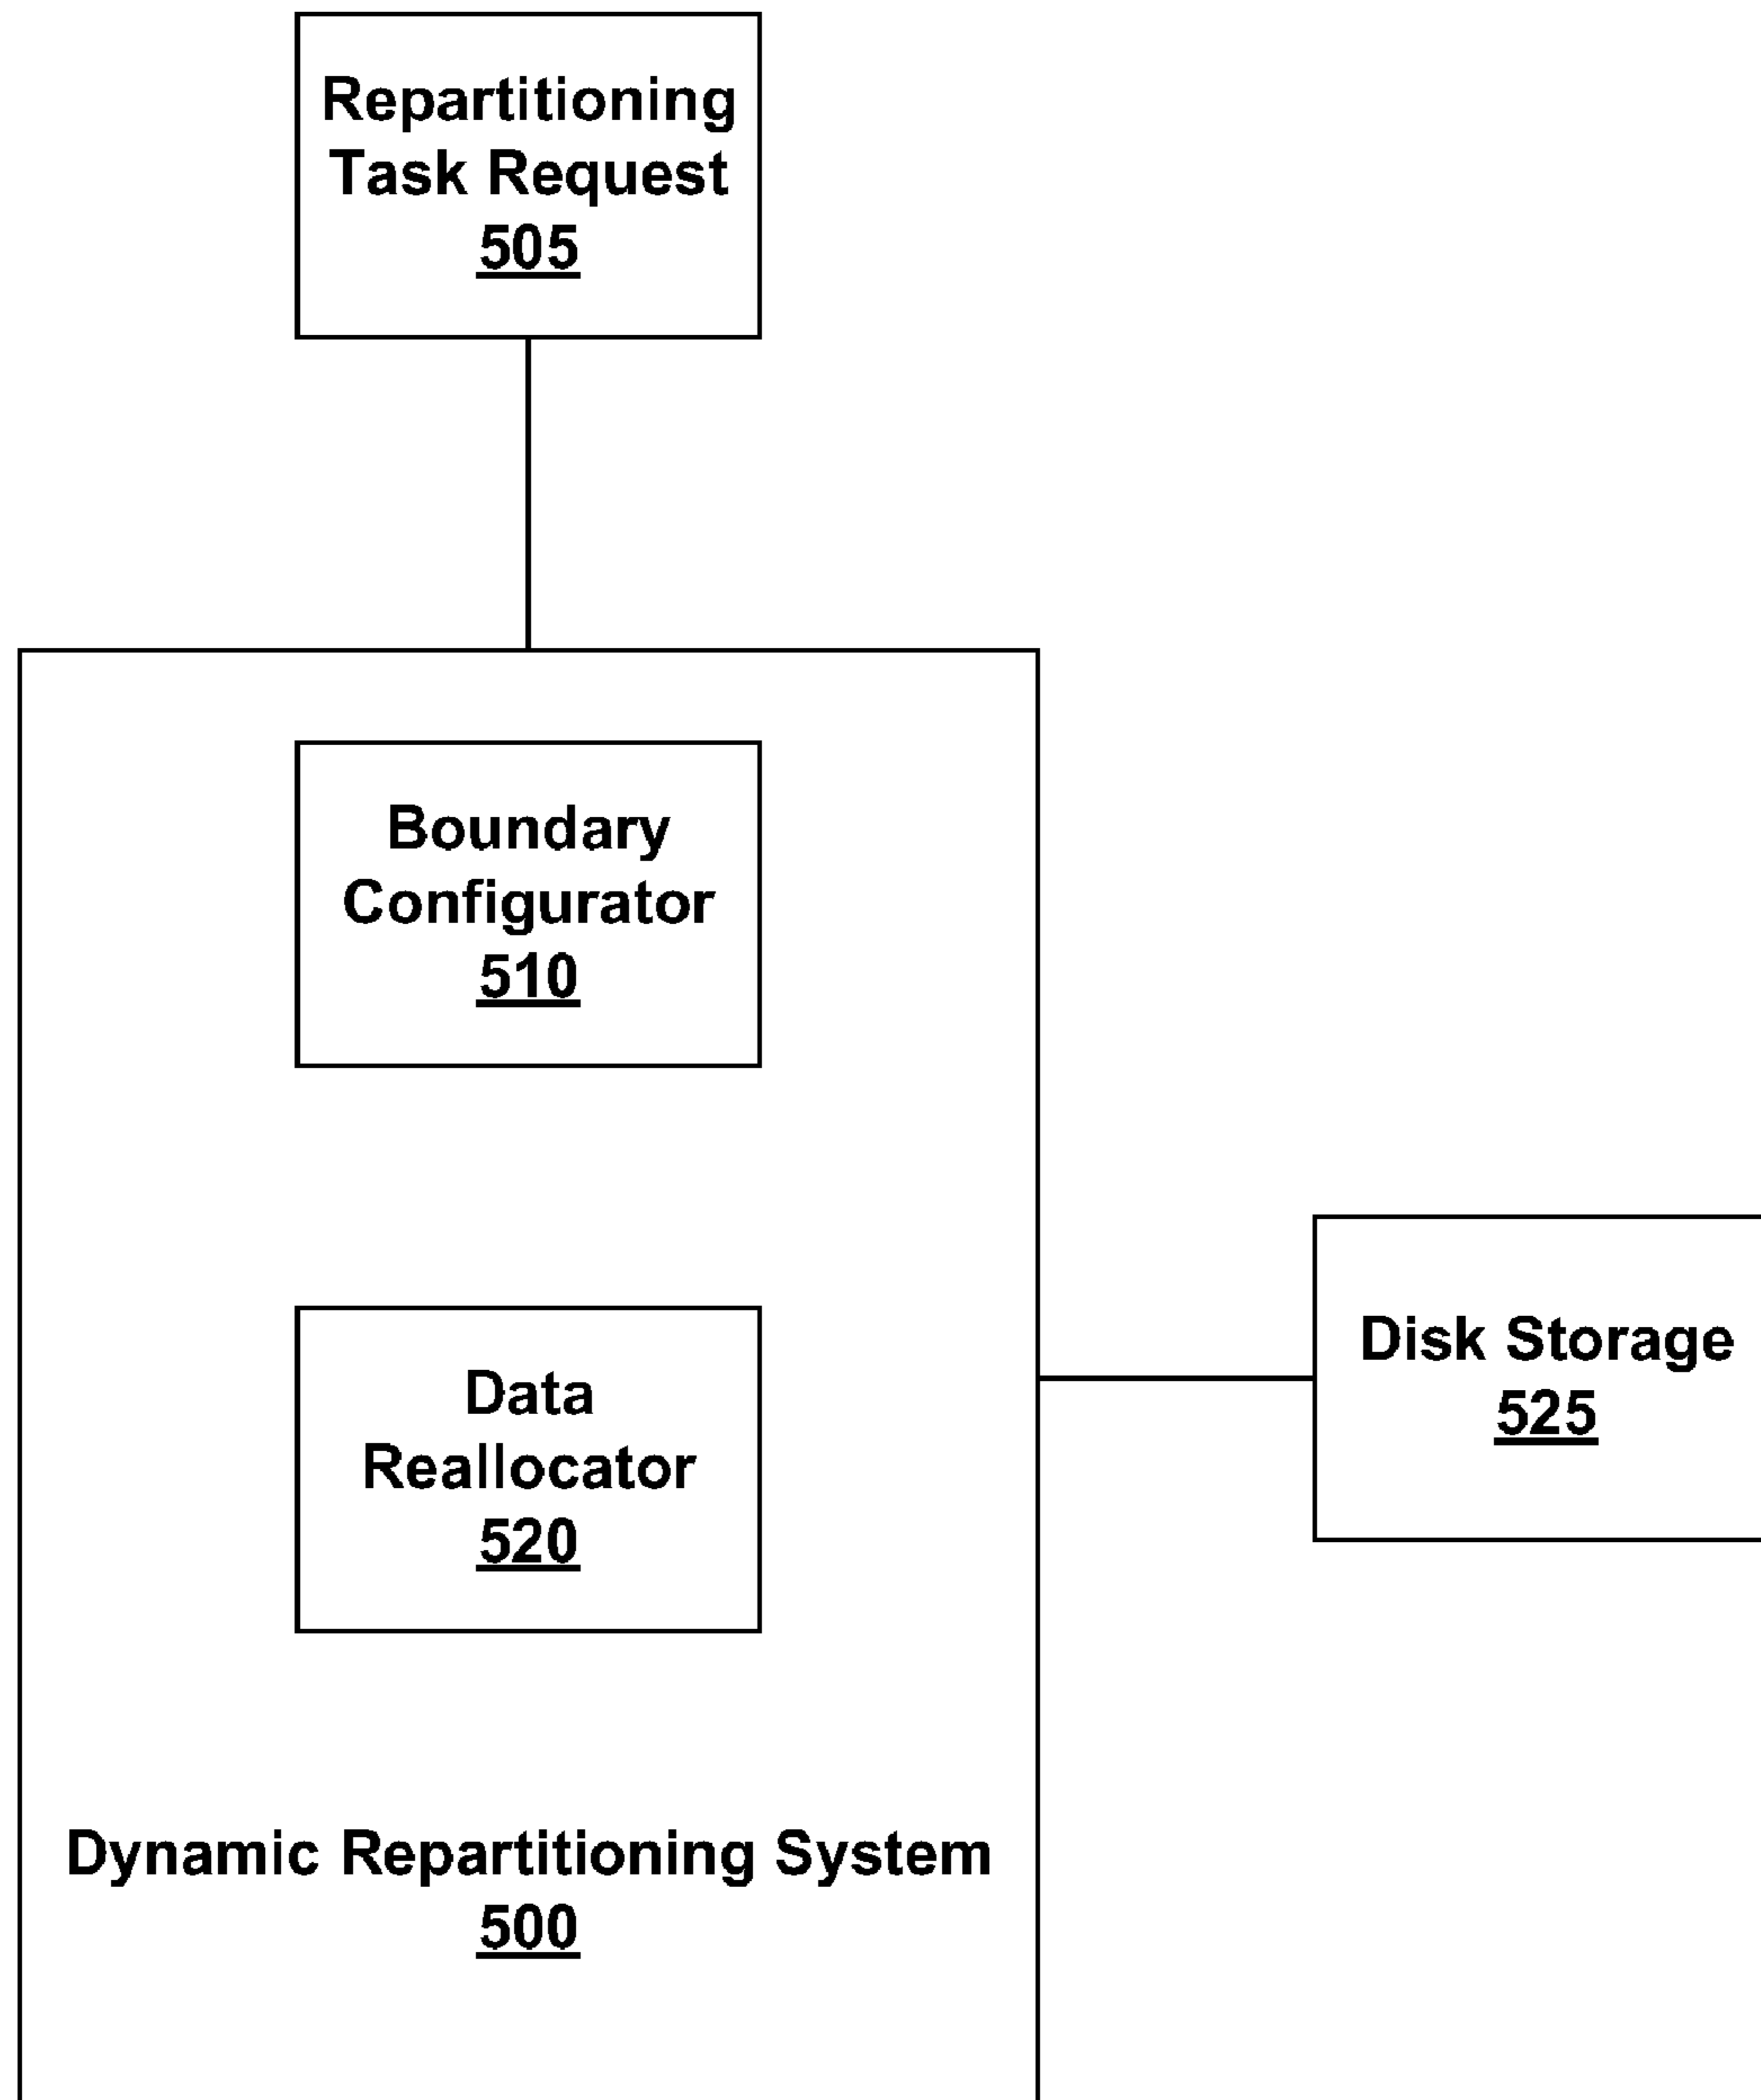 Repartitioning
Task Request
505
Boundary
Configurator
510
Data
Reallocator
520
Disk Storage
525
Dynamic Repartitioning System
500